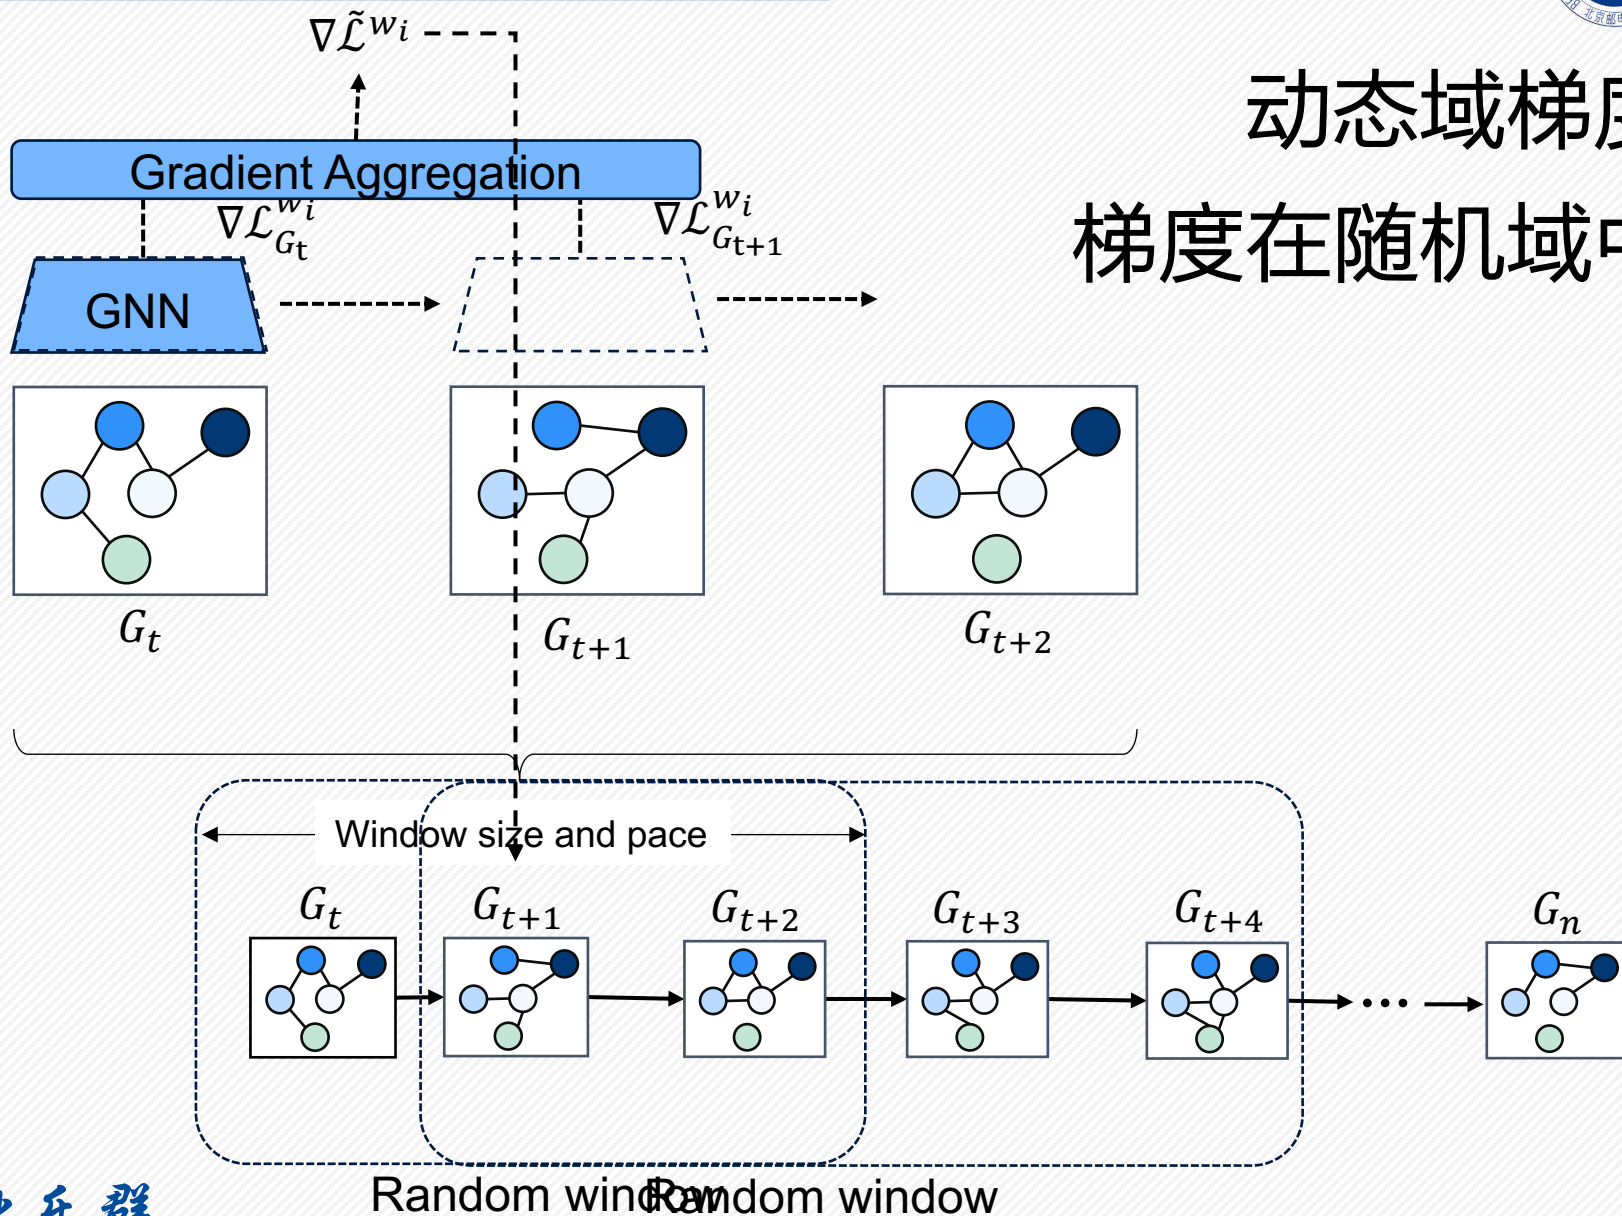 ∇ℒ̃^{w_i}
动态域梯
Gradient Aggregation
∇ℒ_{G_t}^{w_i}
∇ℒ_{G_{t+1}}^{w_i}
梯度在随机域
GNN
G_t
G_{t+1}
G_{t+2}
Window size and pace
G_t
G_{t+1}
G_{t+2}
G_{t+3}
G_{t+4}
G_n
...
Random window
Random window